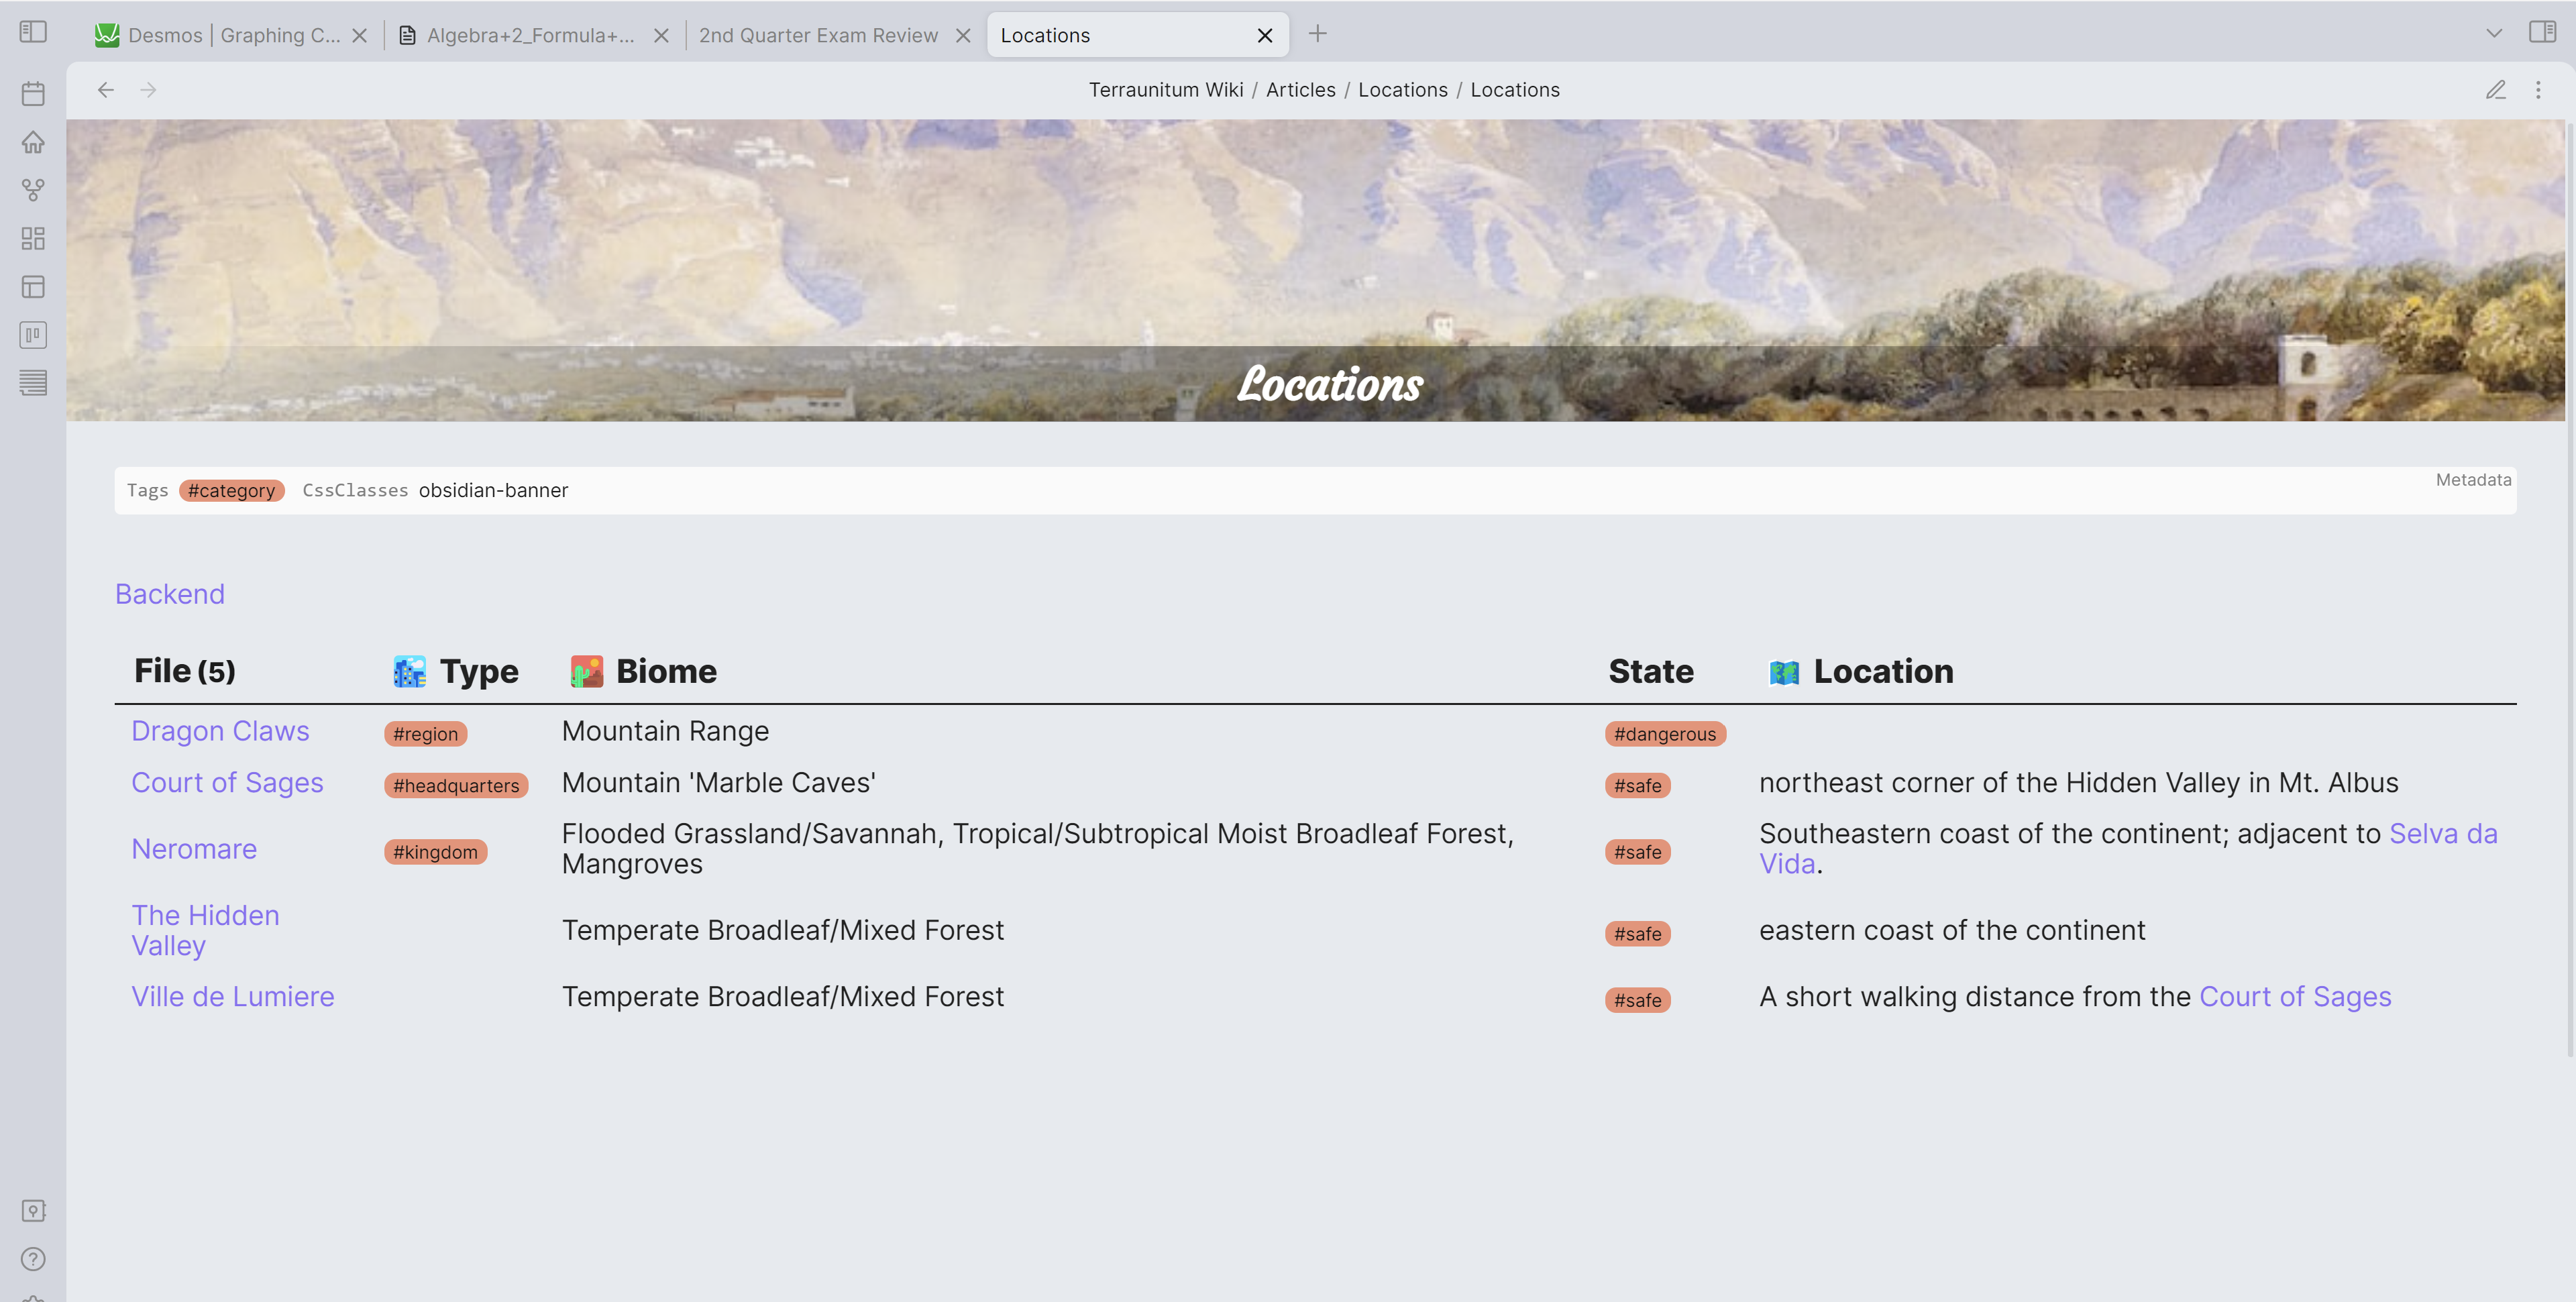 Desmos | Graphing C...
Algebra+2_Formula+...
2nd Quarter Exam Review
Locations
Terraunitum Wiki / Articles / Locations / Locations
Locations
Tags #category CssClasses obsidian-banner
Metadata
Backend
File (5) Type Biome State Location
Dragon Claws #region Mountain Range #dangerous
Court of Sages #headquarters Mountain 'Marble Caves' #safe northeast corner of the Hidden Valley in Mt. Albus
Neromare #kingdom Flooded Grassland/Savannah, Tropical/Subtropical Moist Broadleaf Forest,
Mangroves #safe Southeastern coast of the continent; adjacent to Selva da
Vida.
The Hidden
Valley Temperate Broadleaf/Mixed Forest #safe eastern coast of the continent
Ville de Lumiere Temperate Broadleaf/Mixed Forest #safe A short walking distance from the Court of Sages